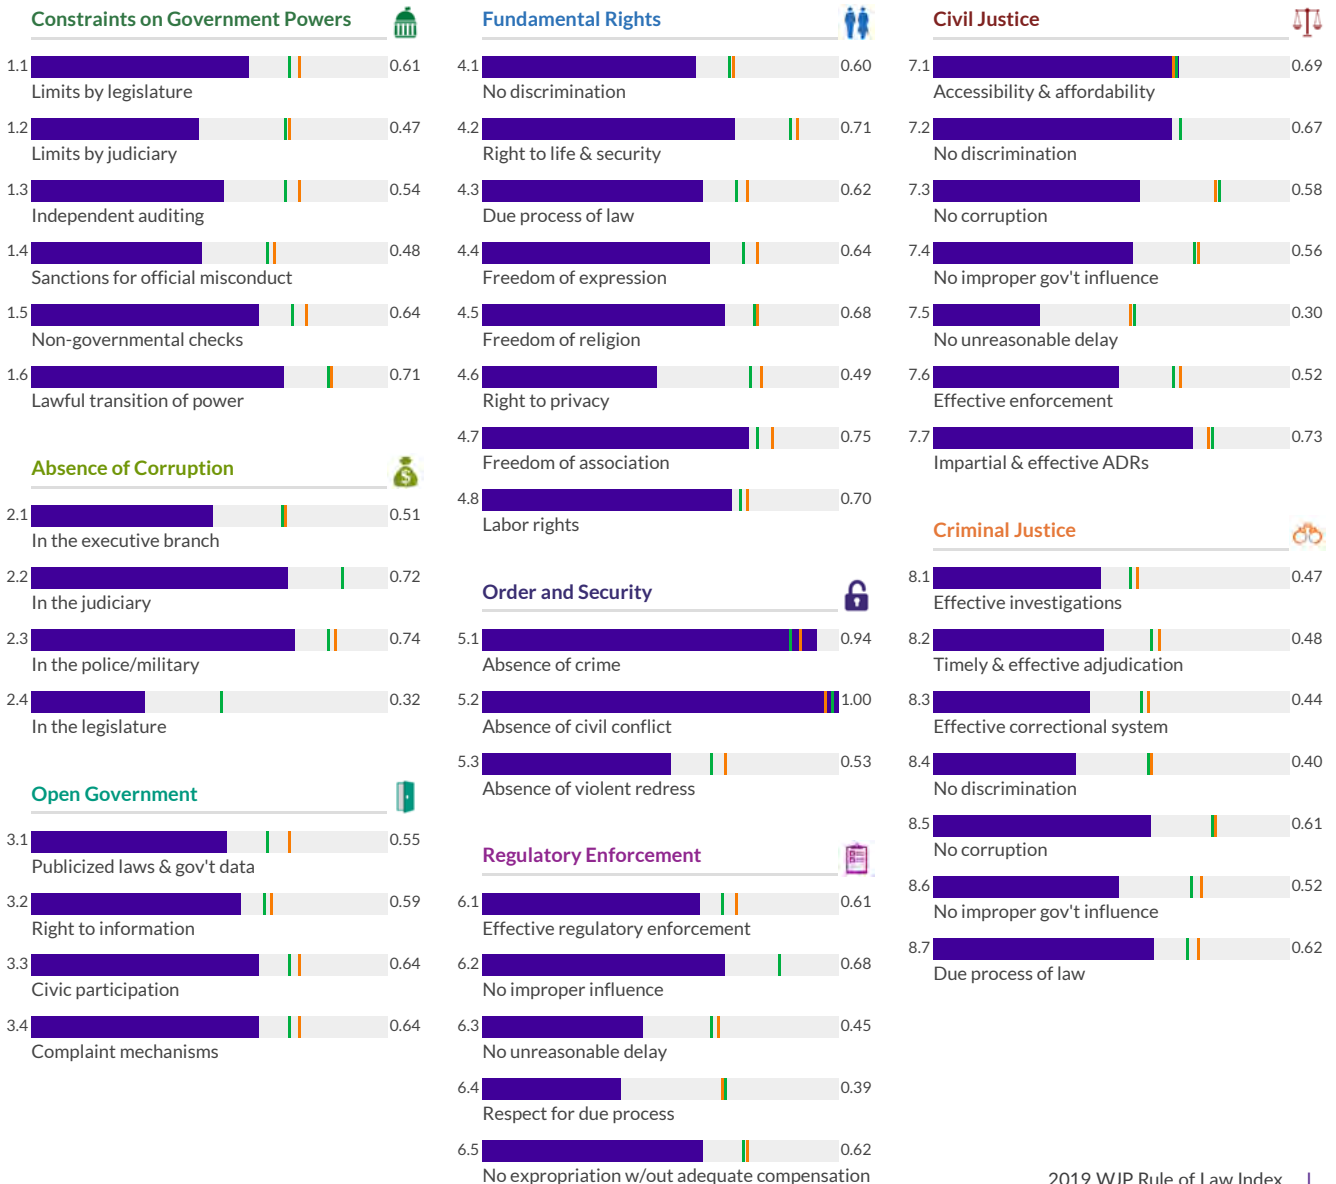 Constraints on Government Powers
1.1 0.61
Limits by legislature
1.2 0.47
Limits by judiciary
1.3 0.54
Independent auditing
1.4 0.48
Sanctions for official misconduct
1.5 0.64
Non-governmental checks
1.6 0.71
Lawful transition of power
Absence of Corruption
$
2.1 0.51
In the executive branch
2.2 0.72
In the judiciary
2.3 0.74
In the police/military
2.4 0.32
In the legislature
Open Government
3.1 0.55
Publicized laws & gov't data
3.2 0.59
Right to information
3.3 0.64
Civic participation
3.4 0.64
Complaint mechanisms
Fundamental Rights
4.1 0.60
No discrimination
4.2 0.71
Right to life & security
4.3 0.62
Due process of law
4.4 0.64
Freedom of expression
4.5 0.68
Freedom of religion
4.6 0.49
Right to privacy
4.7 0.75
Freedom of association
4.8 0.70
Labor rights
Order and Security
5.1 0.94
Absence of crime
5.2 1.00
Absence of civil conflict
5.3 0.53
Absence of violent redress
Regulatory Enforcement
6.1 0.61
Effective regulatory enforcement
6.2 0.68
No improper influence
6.3 0.45
No unreasonable delay
6.4 0.39
Respect for due process
6.5 0.62
No expropriation w/out adequate compensation
Civil Justice
7.1 0.69
Accessibility & affordability
7.2 0.67
No discrimination
7.3 0.58
No corruption
7.4 0.56
No improper gov't influence
7.5 0.30
No unreasonable delay
7.6 0.52
Effective enforcement
7.7 0.73
Impartial & effective ADRs
Criminal Justice
8.1 0.47
Effective investigations
8.2 0.48
Timely & effective adjudication
8.3 0.44
Effective correctional system
8.4 0.40
No discrimination
8.5 0.61
No corruption
8.6 0.52
No improper gov't influence
8.7 0.62
Due process of law
2019 WJP Rule of Law Index |